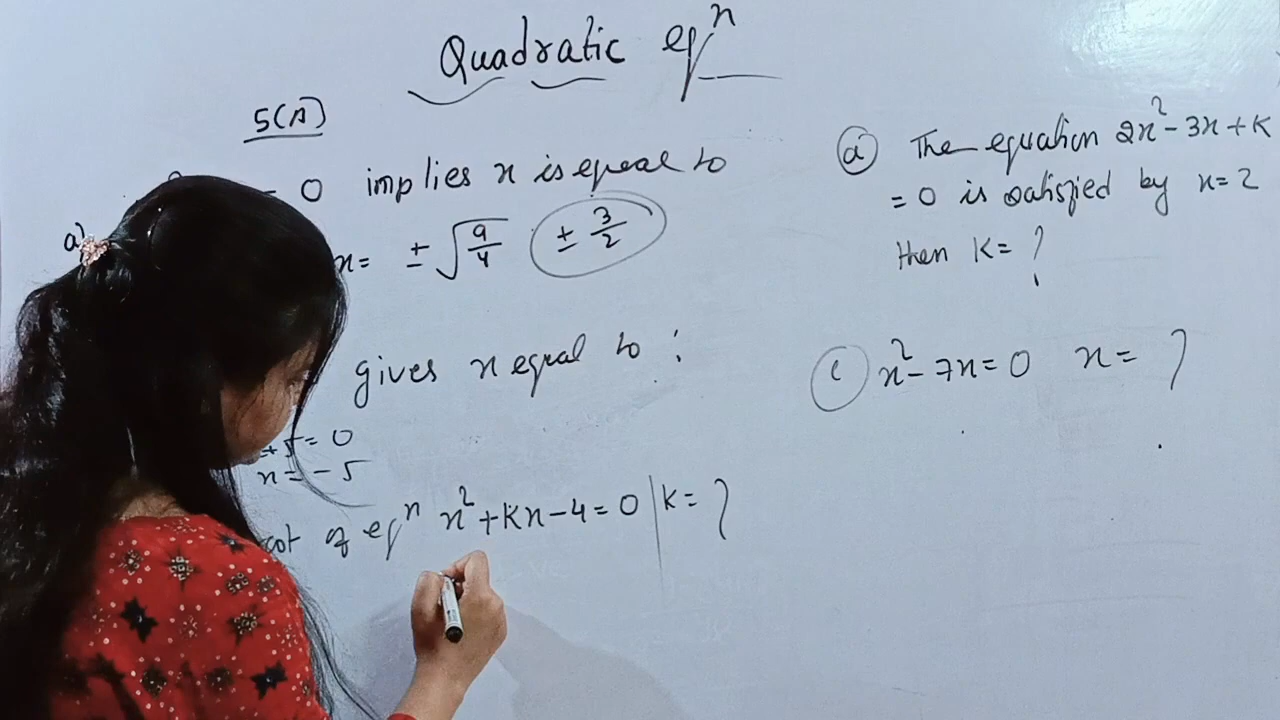 Quadratic eqⁿ
5(A)
= 0 implies x is equal to
a)
x = ± √9/4 ± 3/2
gives x equal to :
+5 = 0
x = -5
of eqⁿ x² + kx - 4 = 0 | k = ?
(d) The equation 2x² - 3x + k
= 0 is satisfied by x = 2
then k = ?
x² - 7x = 0 x = ?